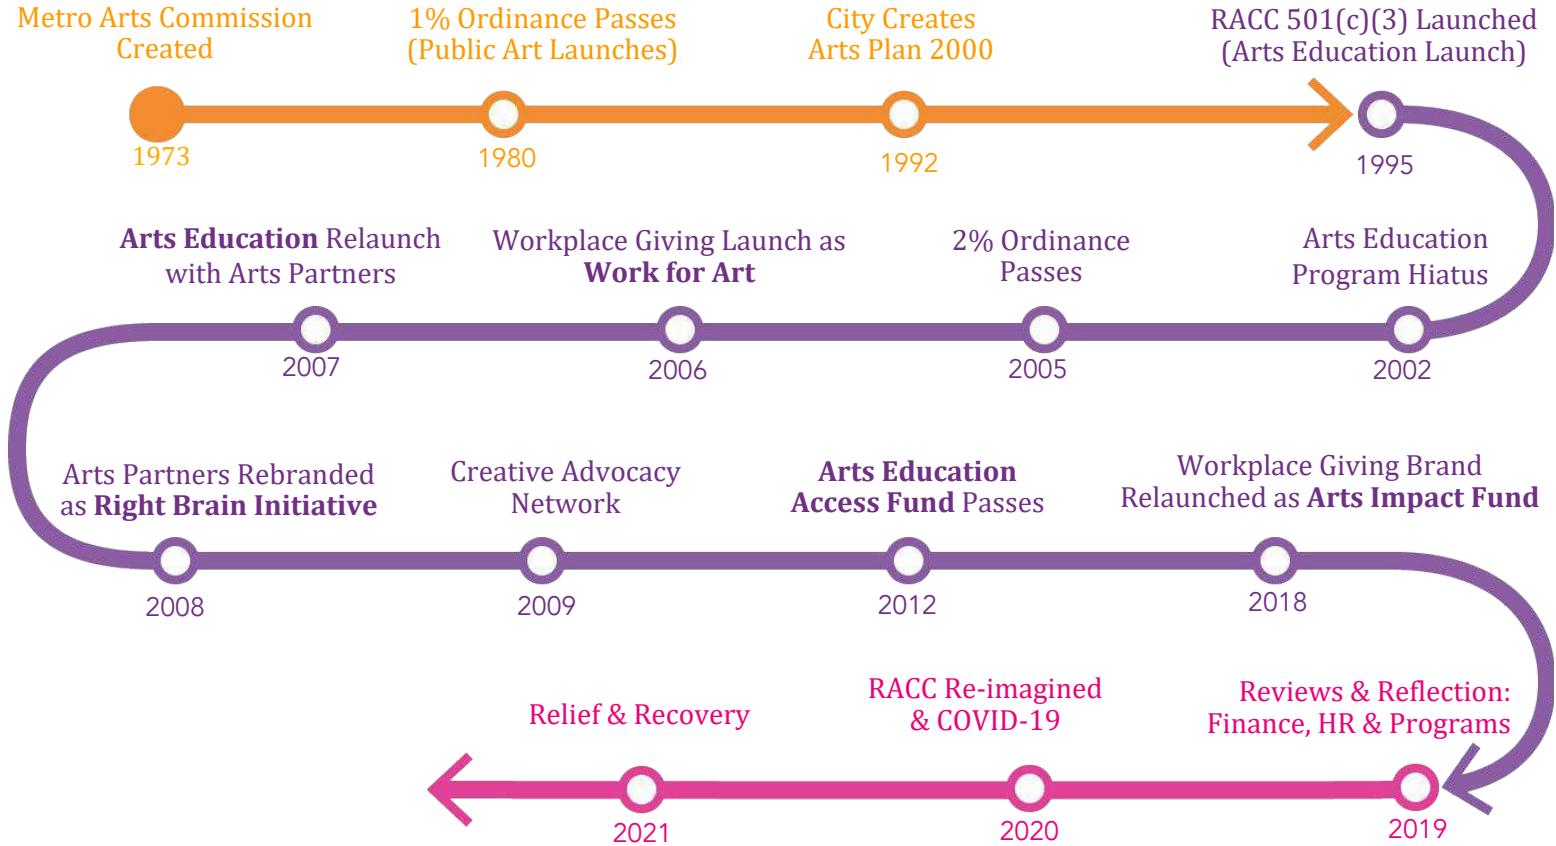 Metro Arts Commission
Created
1973
1% Ordinance Passes
(Public Art Launches)
1980
City Creates
Arts Plan 2000
1992
RACC 501(c)(3) Launched
(Arts Education Launch)
1995
Arts Education
Program Hiatus
2002
2% Ordinance
Passes
2005
Workplace Giving Launch as
Work for Art
2006
Arts Education Relaunch
with Arts Partners
2007
Arts Partners Rebranded
as Right Brain Initiative
2008
Creative Advocacy
Network
2009
Arts Education
Access Fund Passes
2012
Workplace Giving Brand
Relaunched as Arts Impact Fund
2018
Reviews & Reflection:
Finance, HR & Programs
2019
RACC Re-imagined
& COVID-19
2020
Relief & Recovery
2021